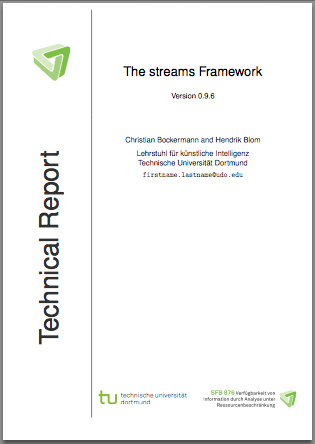 The streams Framework
Version 0.9.6
Christian Bockermann and Hendrik Blom
Lehrstuhl für künstliche Intelligenz
Technische Universität Dortmund
firstname.lastname@udo.edu
Technical Report
tu technische universität
dortmund
SFB 876 Verfügbarkeit von
Information durch Analyse unter
Ressourcenbeschränkung